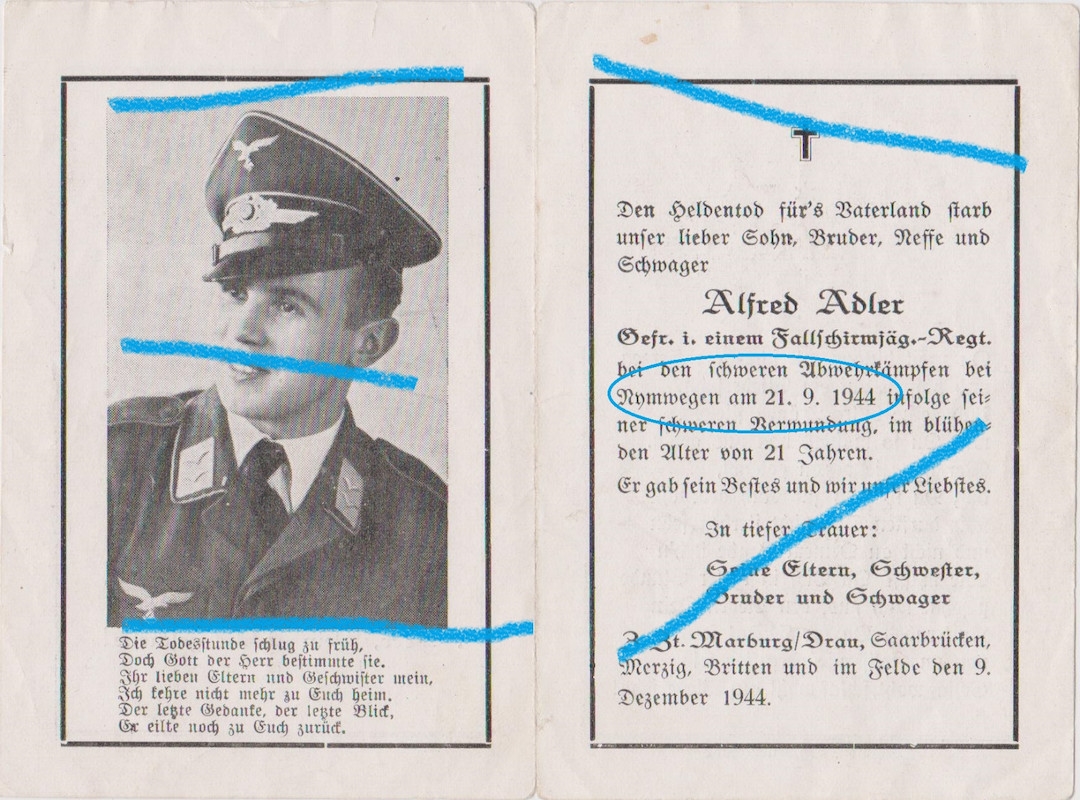 Die Todesstunde schlug zu früh,
Doch Gott der Herr bestimmte sie.
Ihr lieben Eltern und Geschwister mein,
Ich kehre nicht mehr zu Euch heim.
Der letzte Gedanke, der letzte Blick,
Er eilte noch zu Euch zurück.
Den Heldentod für's Vaterland starb
unser lieber Sohn, Bruder, Neffe und
Schwager
Alfred Adler
Gefr. i. einem Fallschirmjäg.-Regt.
bei den schweren Abwehrkämpfen bei
Nymwegen am 21. 9. 1944 infolge sei-
ner schweren Verwundung, im blühen-
den Alter von 21 Jahren.
Er gab sein Bestes und wir unser Liebstes.
In tiefer Trauer:
Seine Eltern, Schwester,
Bruder und Schwager
Z. Zt. Marburg/Drau, Saarbrücken,
Merzig, Britten und im Felde den 9.
Dezember 1944.